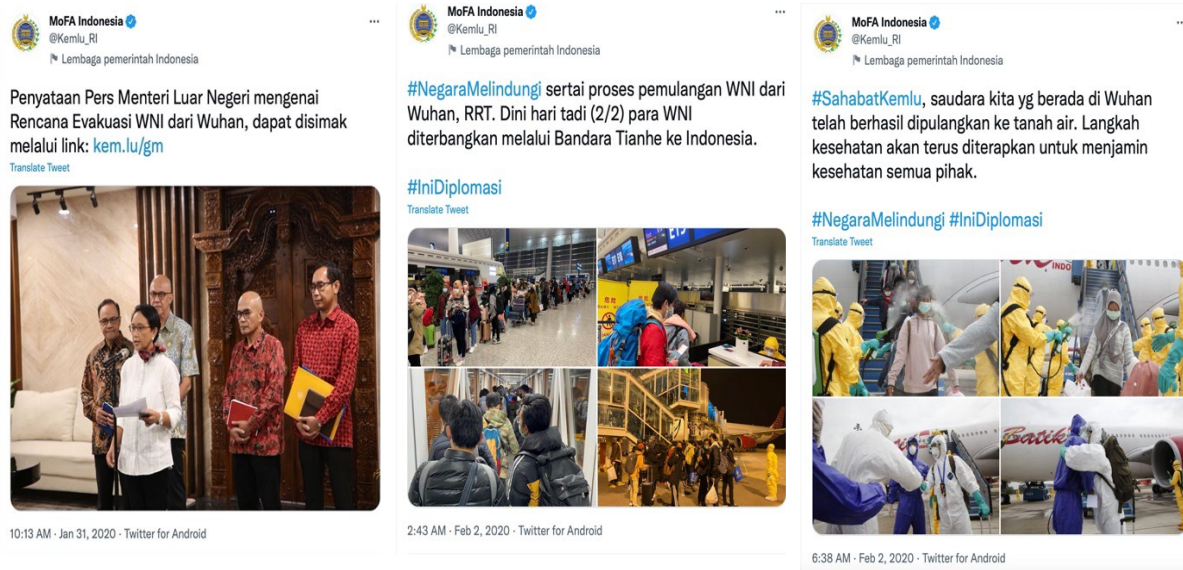 MoFA Indonesia
@Kemlu_RI
Lembaga pemerintah Indonesia
Penyataan Pers Menteri Luar Negeri mengenai
Rencana Evakuasi WNI dari Wuhan, dapat disimak
melalui link: kem.lu/gm
Translate Tweet
10:13 AM · Jan 31, 2020 · Twitter for Android
MoFA Indonesia
@Kemlu_RI
Lembaga pemerintah Indonesia
#NegaraMelindungi sertai proses pemulangan WNI dari
Wuhan, RRT. Dini hari tadi (2/2) para WNI
diterbangkan melalui Bandara Tianhe ke Indonesia.
#IniDiplomasi
Translate Tweet
2:43 AM · Feb 2, 2020 · Twitter for Android
MoFA Indonesia
@Kemlu_RI
Lembaga pemerintah Indonesia
#SahabatKemlu, saudara kita yg berada di Wuhan
telah berhasil dipulangkan ke tanah air. Langkah
kesehatan akan terus diterapkan untuk menjamin
kesehatan semua pihak.
#NegaraMelindungi #IniDiplomasi
Translate Tweet
INDO
Batik
6:38 AM · Feb 2, 2020 · Twitter for Android